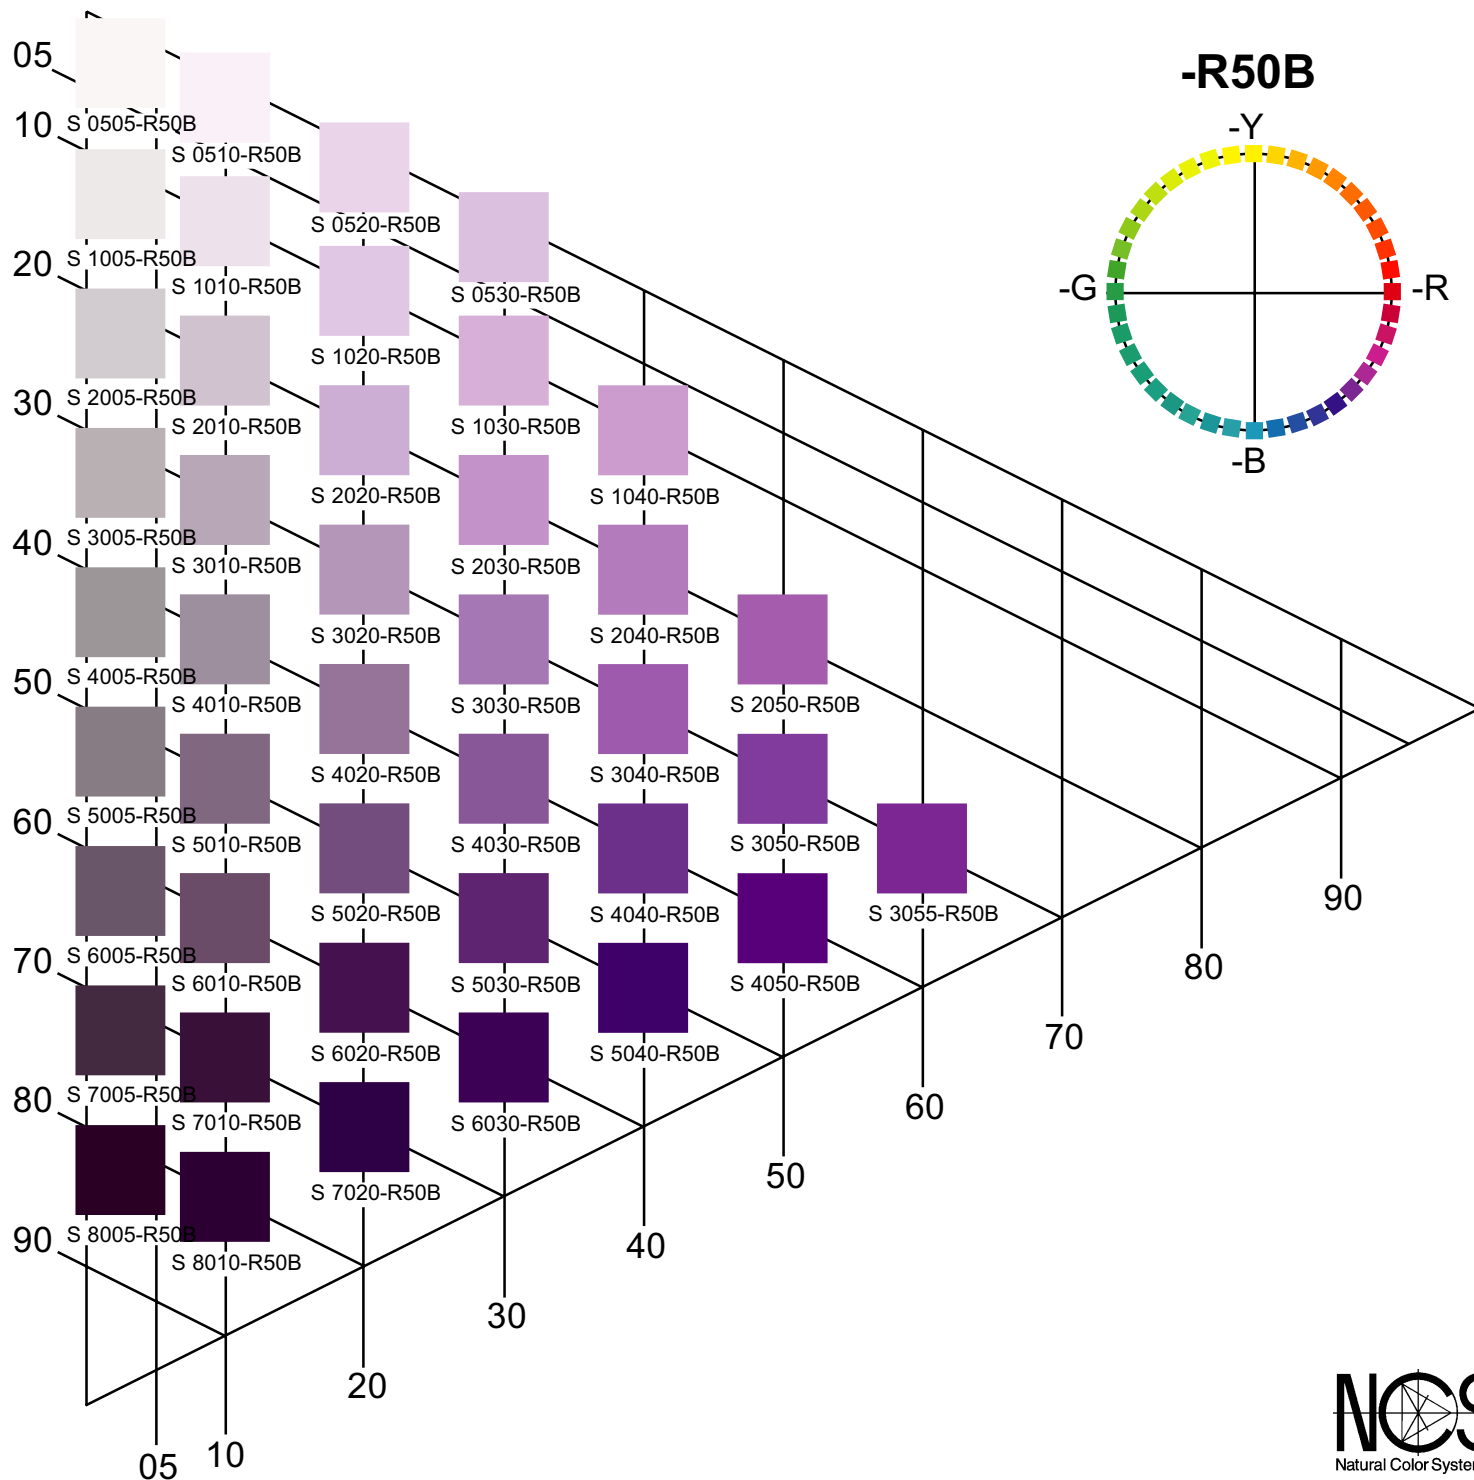 -R50B
-Y
-G
-R
-B
05
10
20
30
40
50
60
70
80
90
S 0505-R50B
S 0510-R50B
S 0520-R50B
S 0530-R50B
S 1005-R50B
S 1010-R50B
S 1020-R50B
S 1030-R50B
S 1040-R50B
S 2005-R50B
S 2010-R50B
S 2020-R50B
S 2030-R50B
S 2040-R50B
S 2050-R50B
S 3005-R50B
S 3010-R50B
S 3020-R50B
S 3030-R50B
S 3040-R50B
S 3050-R50B
S 3055-R50B
S 4005-R50B
S 4010-R50B
S 4020-R50B
S 4030-R50B
S 4040-R50B
S 4050-R50B
S 5005-R50B
S 5010-R50B
S 5020-R50B
S 5030-R50B
S 5040-R50B
S 6005-R50B
S 6010-R50B
S 6020-R50B
S 6030-R50B
S 7005-R50B
S 7010-R50B
S 7020-R50B
S 8005-R50B
S 8010-R50B
05
10
20
30
40
50
60
70
80
90
NCS
Natural Color System